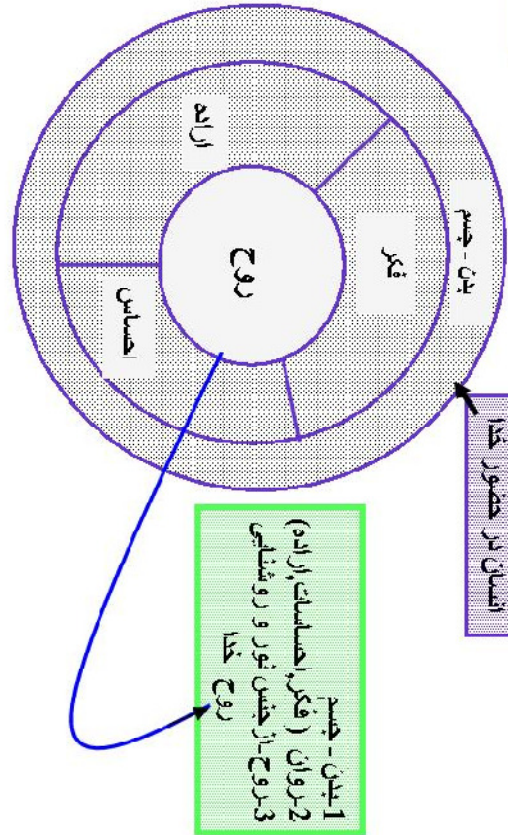 انسان در حضور خدا
بدن - جسم
فکر
اراده
روح
احساس
1-بدن - جسم
2-روان ( فکر,احساسات,اراده)
3-روح-از جنس نور و روشنایی
روح خدا